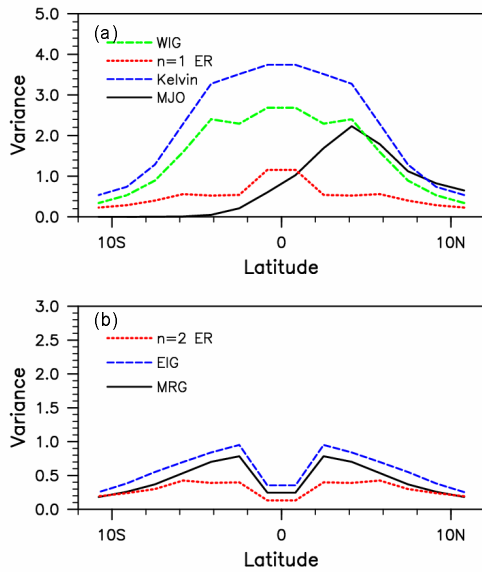 (a)
WIG
n=1 ER
Kelvin
MJO
Variance
5.0
4.0
3.0
2.0
1.0
0.0
10S 0 10N
Latitude
(b)
n=2 ER
EIG
MRG
Variance
3.0
2.5
2.0
1.5
1.0
0.5
0.0
10S 0 10N
Latitude